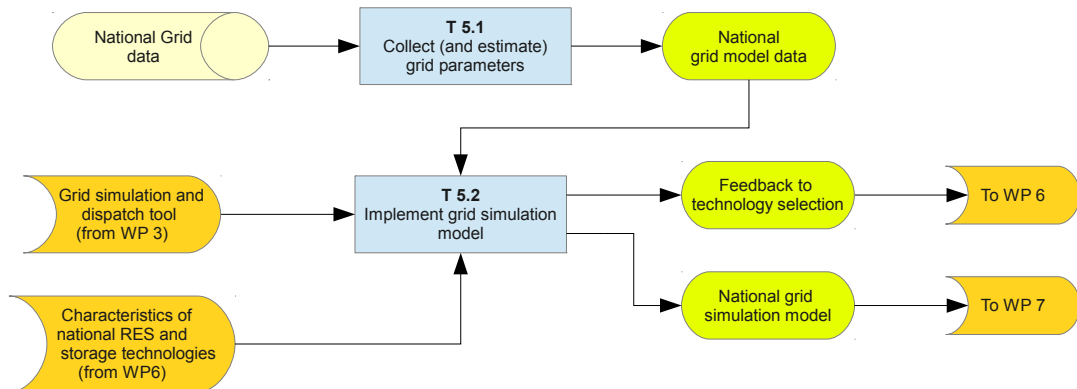 National Grid
data
T 5.1
Collect (and estimate)
grid parameters
National
grid model data
Grid simulation and
dispatch tool
(from WP 3)
T 5.2
Implement grid simulation
model
Feedback to
technology selection
To WP 6
Characteristics of
national RES and
storage technologies
(from WP6)
National grid
simulation model
To WP 7